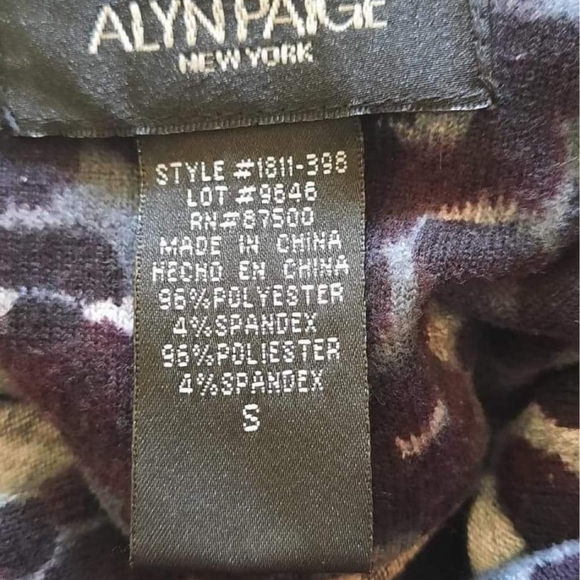 ALYN PAIGE
NEW YORK
STYLE #1811-398
LOT #9646
RN#87500
MADE IN CHINA
HECHO EN CHINA
96%POLYESTER
4%SPANDEX
96%POLIESTER
4%SPANDEX
S